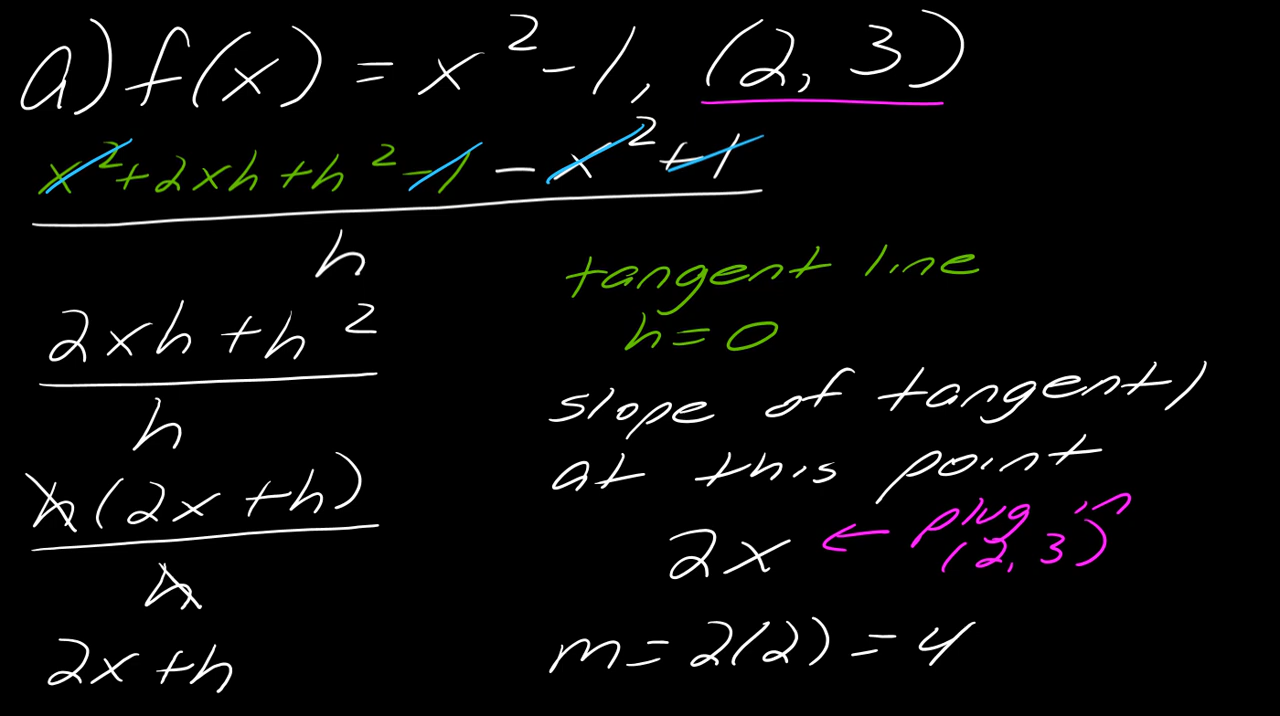 a) f(x) = x² - 1, (2, 3)
x² + 2xh + h² - 1 - x² + 1
h
2xh + h²
h
h(2x + h)
h
2x + h
tangent line
h = 0
slope of tangent)
at this point
2x ← plug in
(2, 3)
m = 2(2) = 4